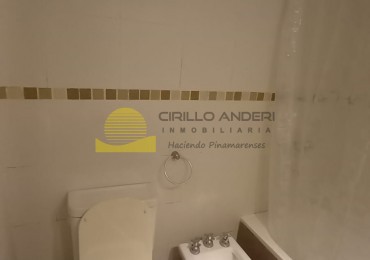 CIRILLO ANDERI
INMOBILIARIA
Haciendo Pinamarenses